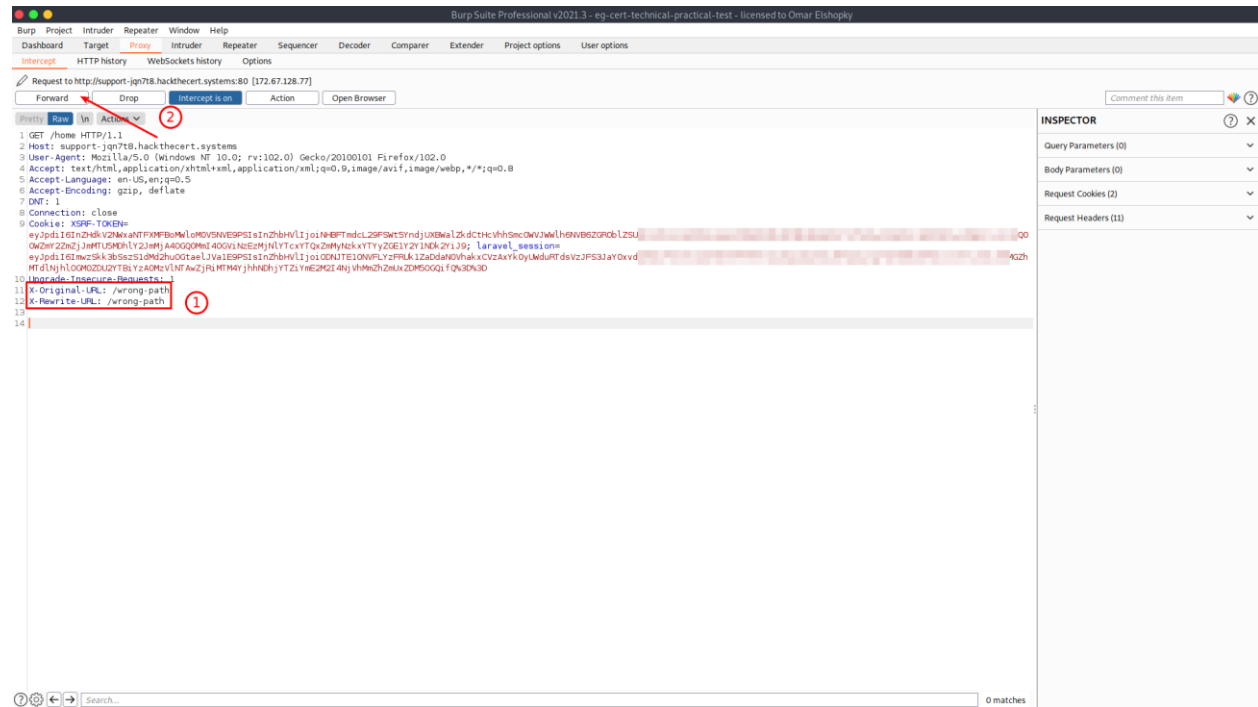 Burp Suite Professional v2021.3 - eg-cert-technical-practical-test - licensed to Omar Elshopky
Burp Project Intruder Repeater Window Help
Dashboard Target Proxy Intruder Repeater Sequencer Decoder Comparer Extender Project options User options
Intercept HTTP history WebSockets history Options
Request to http://support-jqn7t8.hackthecert.systems:80 [172.67.128.77]
Forward Drop Intercept is on Action Open Browser Comment this item
Pretty Raw \n Actions
2
INSPECTOR
Query Parameters (0)
Body Parameters (0)
Request Cookies (2)
Request Headers (11)
1 GET /home HTTP/1.1
2 Host: support-jqn7t8.hackthecert.systems
3 User-Agent: Mozilla/5.0 (Windows NT 10.0; rv:102.0) Gecko/20100101 Firefox/102.0
4 Accept: text/html,application/xhtml+xml,application/xml;q=0.9,image/avif,image/webp,*/*;q=0.8
5 Accept-Language: en-US,en;q=0.5
6 Accept-Encoding: gzip, deflate
7 DNT: 1
8 Connection: close
9 Cookie: XSRF-TOKEN=
laravel_session=
10 Upgrade-Insecure-Requests: 1
11 X-Original-URL: /wrong-path
12 X-Rewrite-URL: /wrong-path
1
13
14
Search...
0 matches